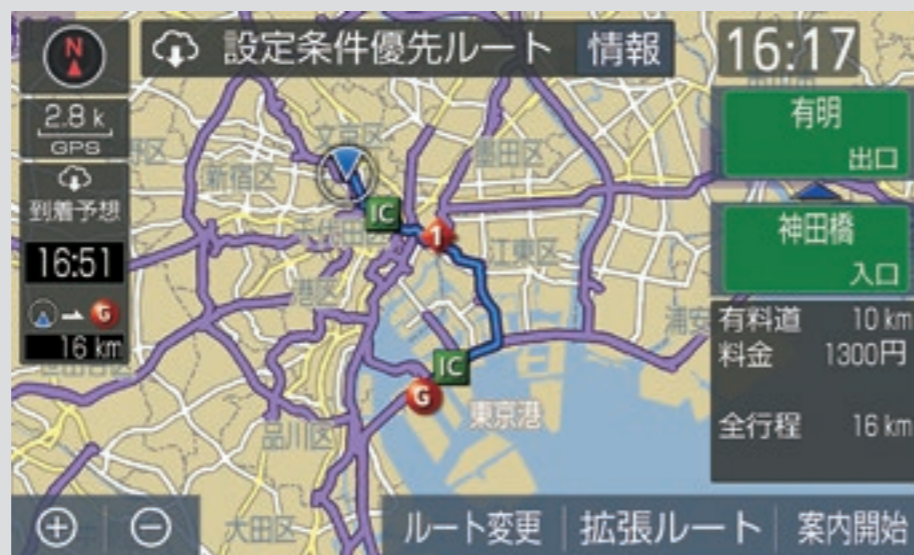 N
設定条件優先ルート 情報
16:17
2.8 k
GPS
到着予想
16:51
G
16 km
有明
出口
神田橋
入口
有料道 10 km
料金 1300円
全行程 16 km
文京区
墨田区
新宿区
IC
千代田区
1
江東区
港区
浦安
IC
G
東京港
品川区
大田区
ルート変更
拡張ルート
案内開始